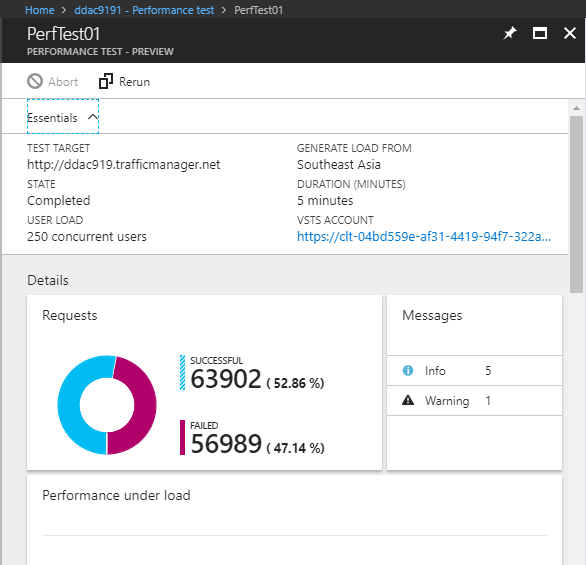 Home > ddac9191 - Performance test > PerfTest01
PerfTest01
PERFORMANCE TEST - PREVIEW
Abort Rerun
Essentials
TEST TARGET
http://ddac919.trafficmanager.net
GENERATE LOAD FROM
Southeast Asia
STATE
Completed
DURATION (MINUTES)
5 minutes
USER LOAD
250 concurrent users
VSTS ACCOUNT
https://clt-04bd559e-af31-4419-94f7-322a...
Details
Requests
SUCCESSFUL
63902 ( 52.86 %)
FAILED
56989 ( 47.14 %)
Messages
Info 5
Warning 1
Performance under load